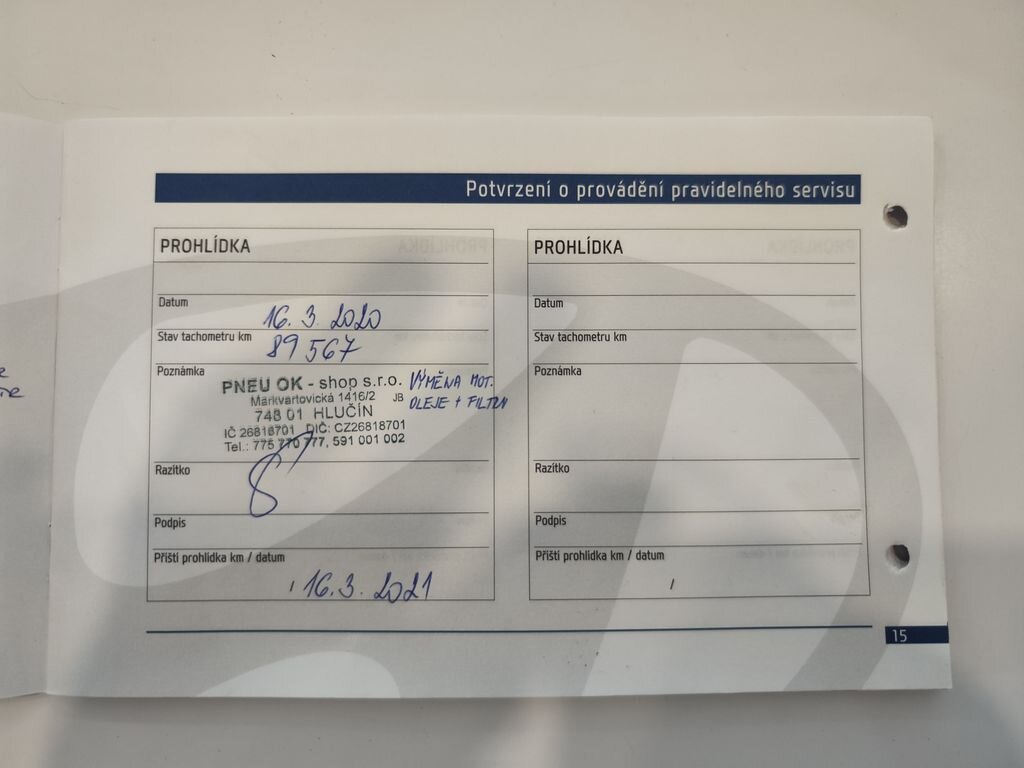 Potvrzení o provádění pravidelného servisu
PROHLÍDKA
Datum
16. 3. 2020
Stav tachometru km
89 567
Poznámka
PNEU OK - shop s.r.o.
Markvartovická 1416/2 JB
748 01 HLUČÍN
IČ 26818701 DIČ: CZ26818701
Tel.: 775 770 777, 591 001 002
VÝMĚNA MOT.
OLEJE + FILTRŮ
Razítko
Podpis
Příští prohlídka km / datum
/ 16.3. 2021
PROHLÍDKA
Datum
Stav tachometru km
Poznámka
Razítko
Podpis
Příští prohlídka km / datum
/
15